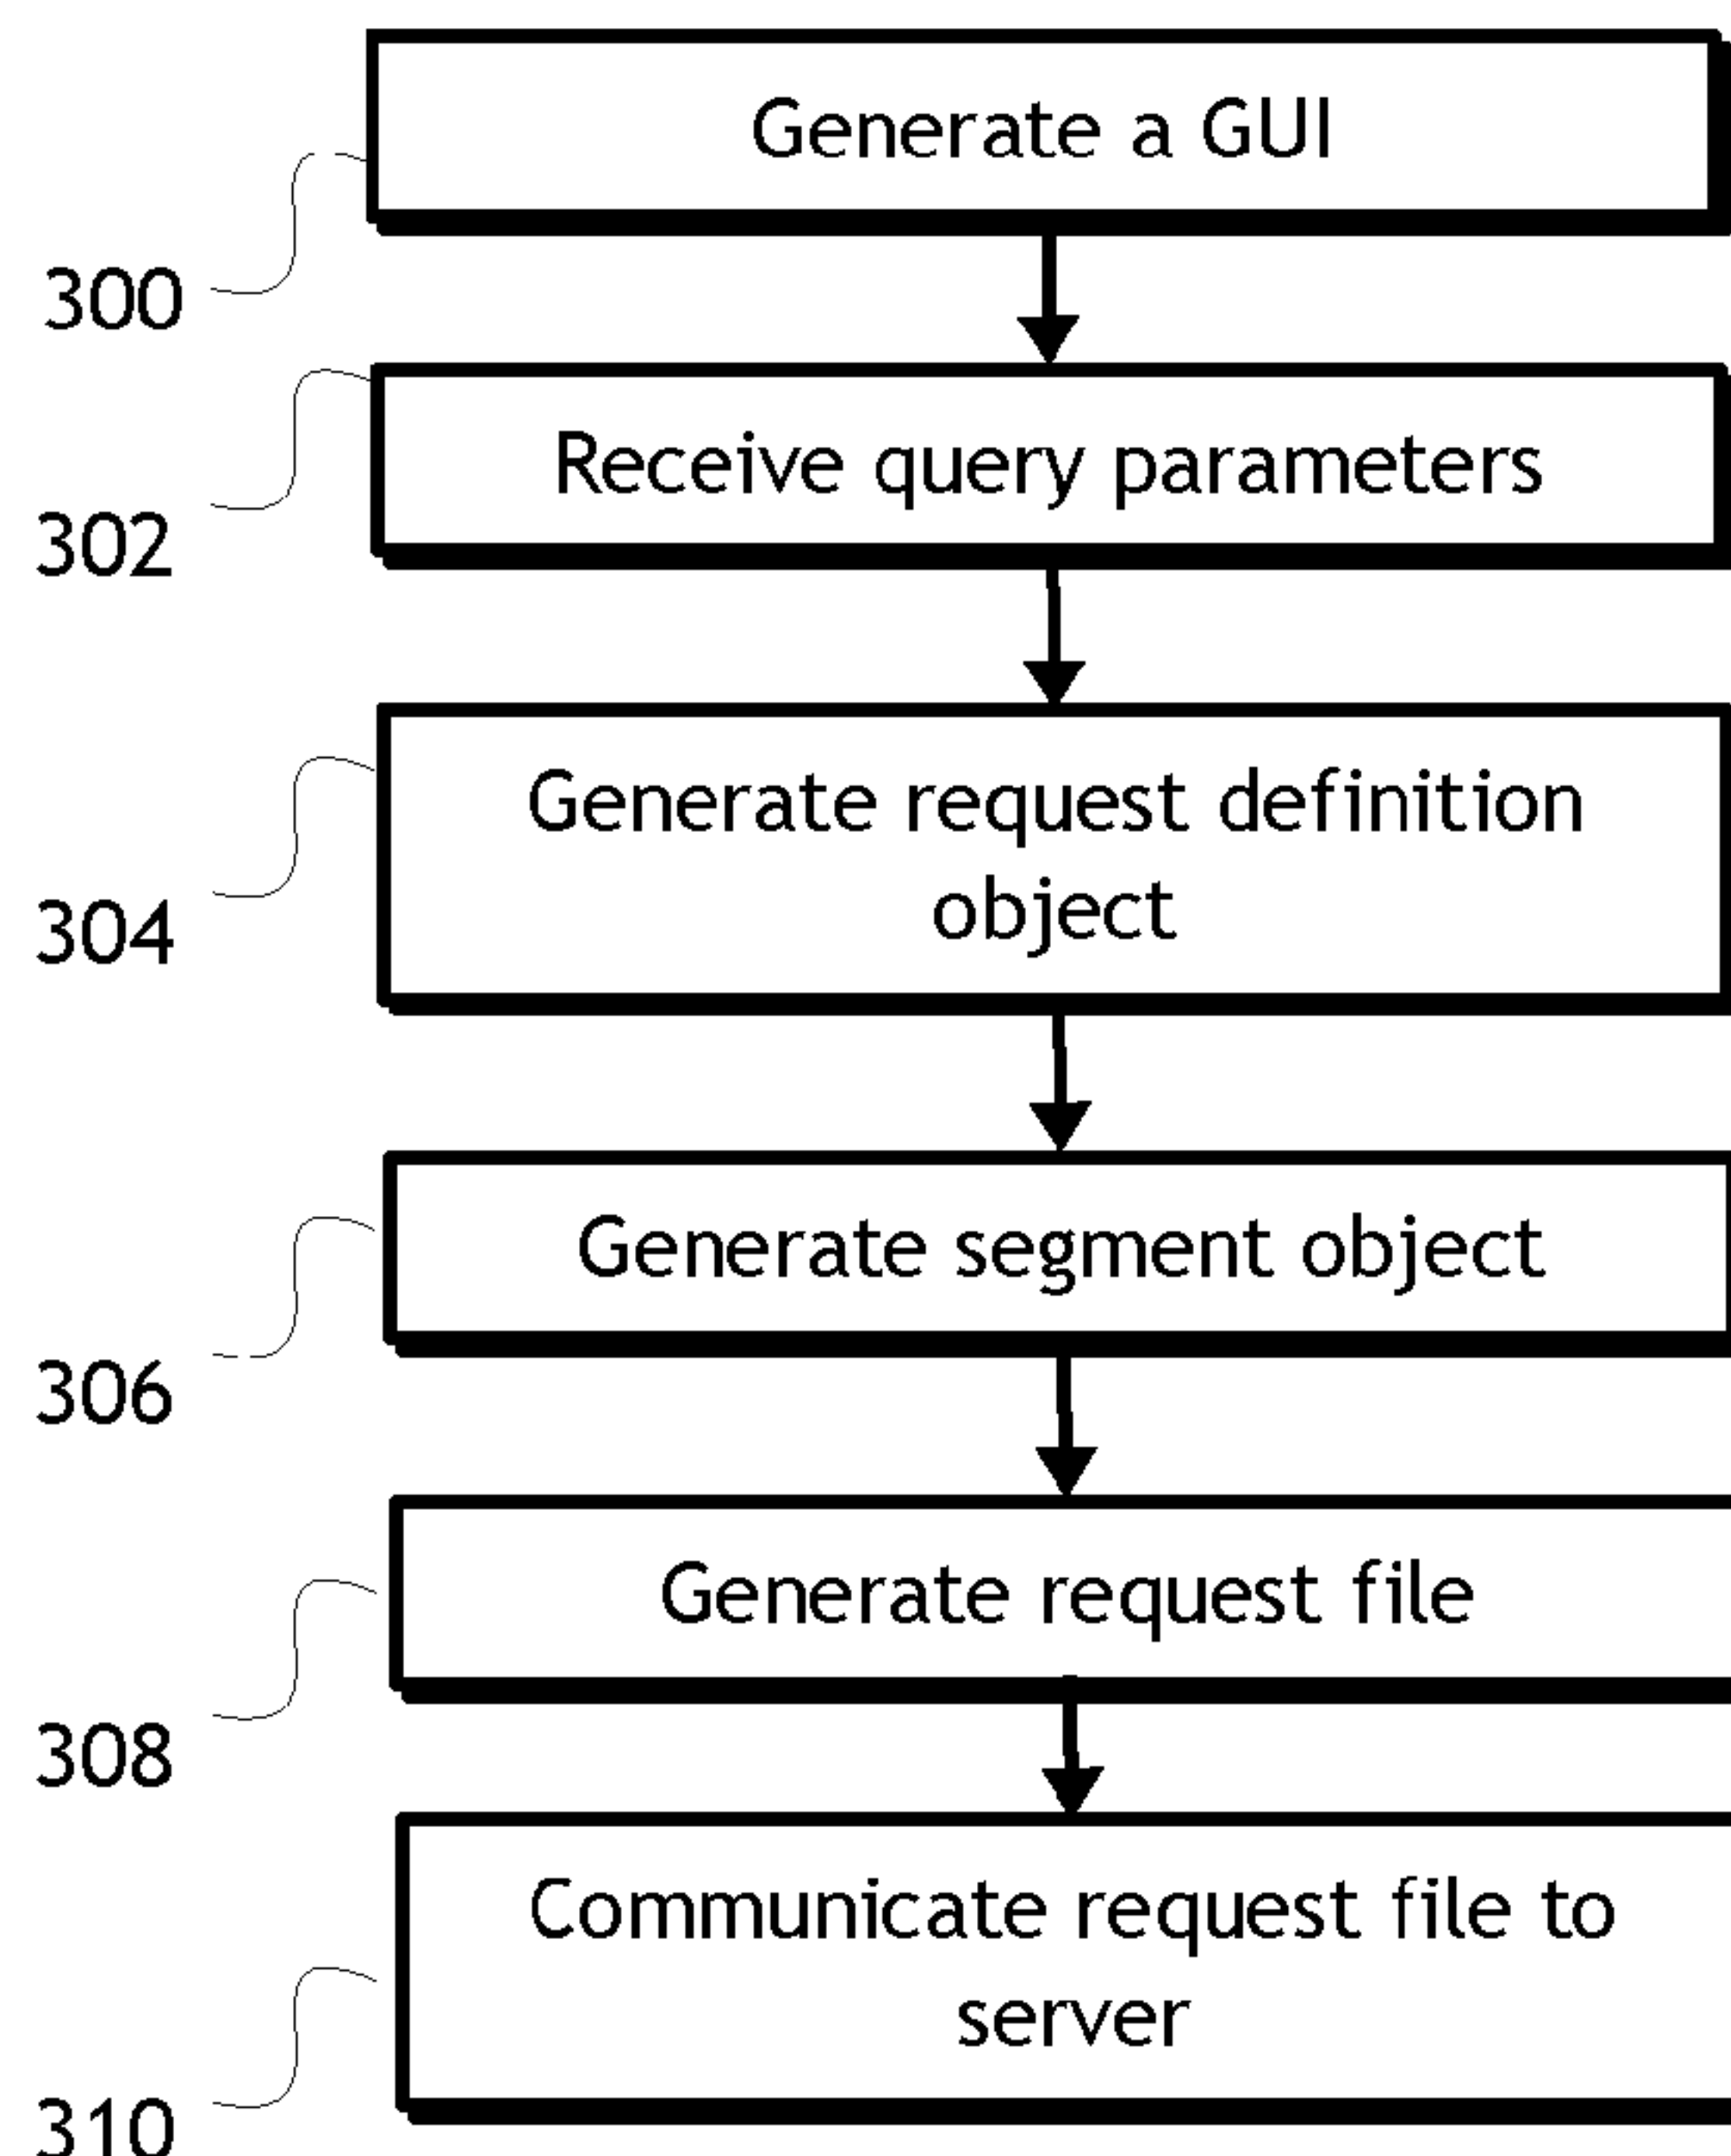 Generate a GUI
300
Receive query parameters
302
Generate request definition
object
304
Generate segment object
306
Generate request file
308
Communicate request file to
server
310